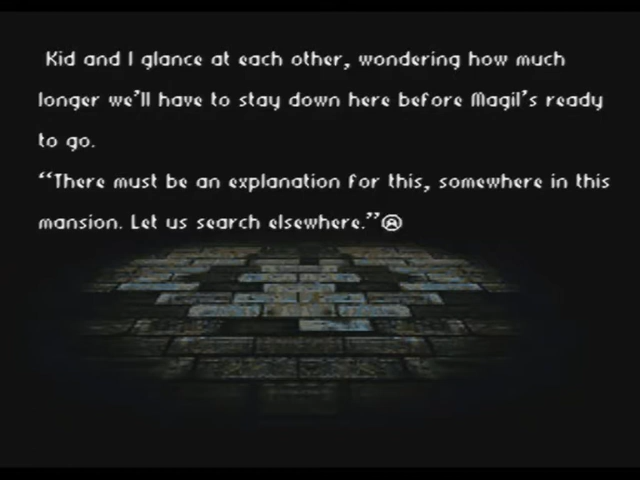 Kid and I glance at each other, wondering how much
longer we'll have to stay down here before Magil's ready
to go.
“There must be an explanation for this, somewhere in this
mansion. Let us search elsewhere.”Ⓐ